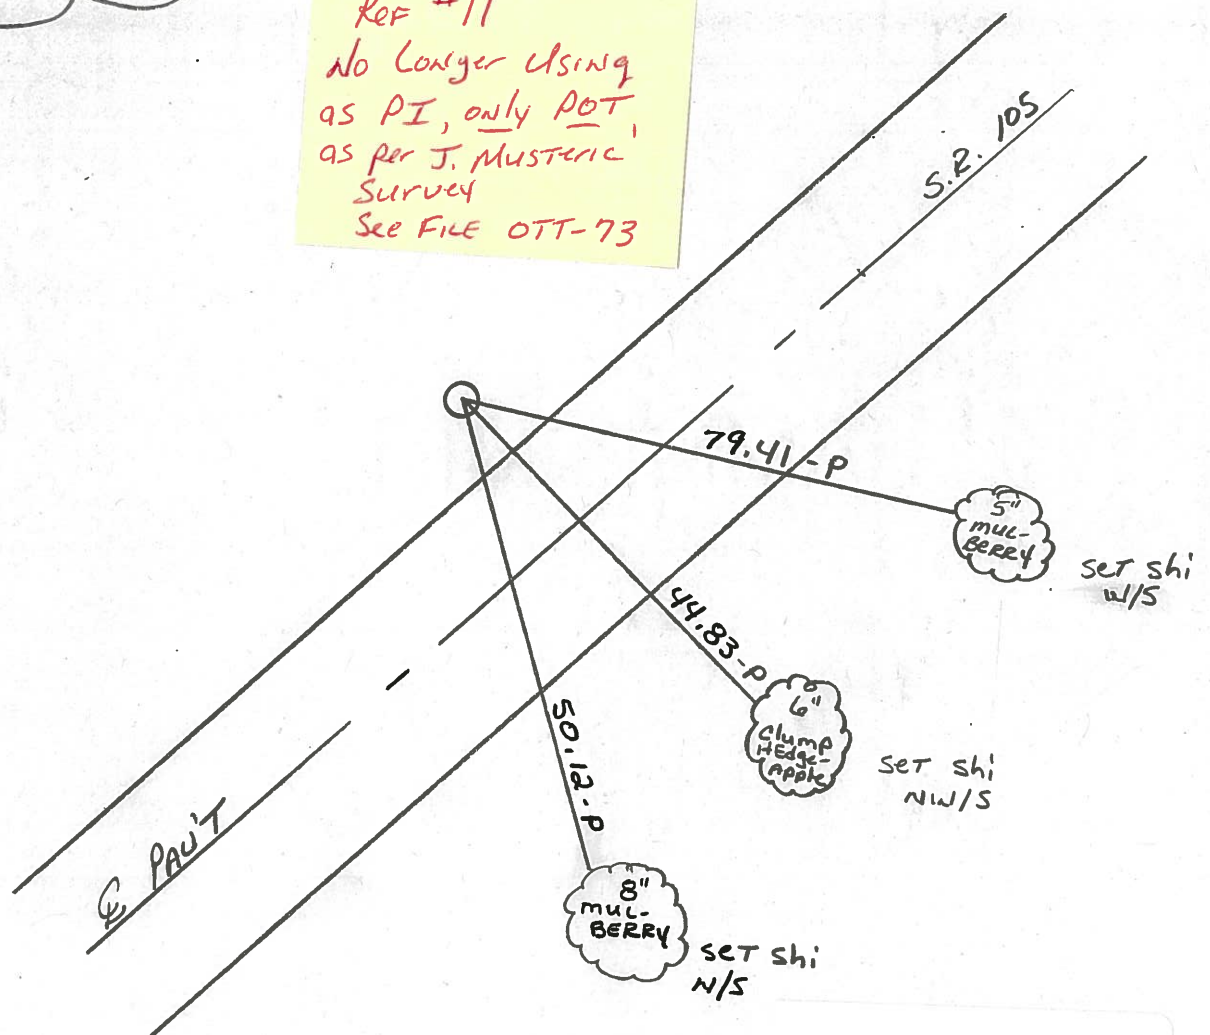 Ref #11
No Longer Using
as PI, only POT,
as per J. Musteric
Survey
See FILE OTT-73
S.R. 105
79.41-P
5"
MUL-
BERRY
SET Shi
W/S
44.83-P
6"
Clump
HEdge-
Apple
SET Shi
NW/S
50.12-P
℄ PAV'T
8"
MUL-
BERRY
SET Shi
N/S